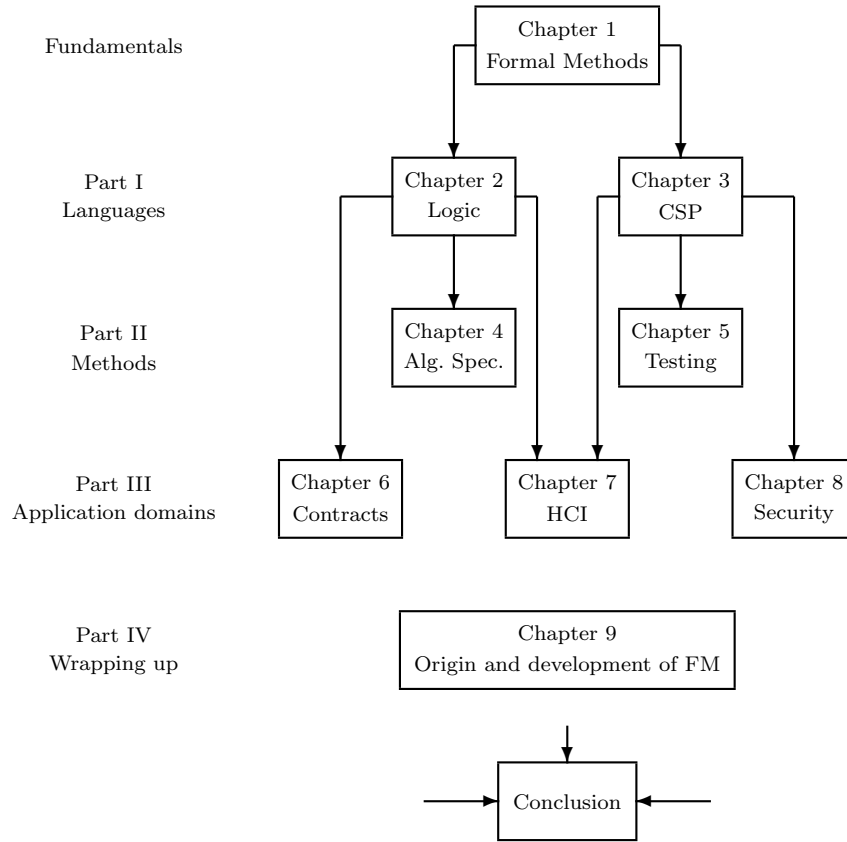 Fundamentals
Chapter 1
Formal Methods
Part I
Languages
Chapter 2
Logic
Chapter 3
CSP
Part II
Methods
Chapter 4
Alg. Spec.
Chapter 5
Testing
Part III
Application domains
Chapter 6
Contracts
Chapter 7
HCI
Chapter 8
Security
Part IV
Wrapping up
Chapter 9
Origin and development of FM
Conclusion